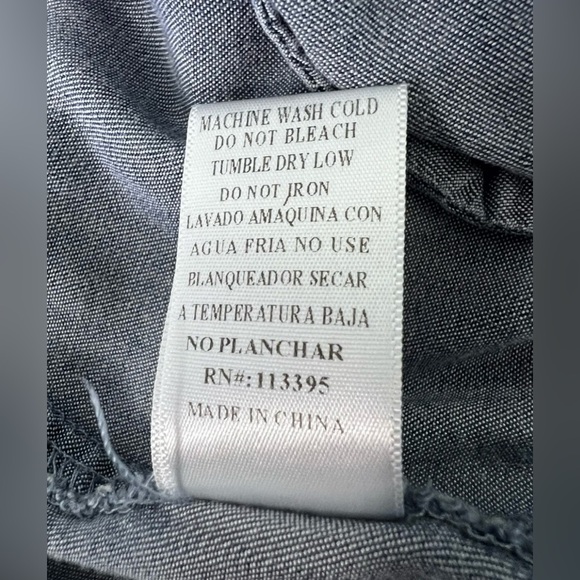 MACHINE WASH COLD
DO NOT BLEACH
TUMBLE DRY LOW
DO NOT IRON
LAVADO AMAQUINA CON
AGUA FRIA NO USE
BLANQUEADOR SECAR
A TEMPERATURA BAJA
NO PLANCHAR
RN#: 113395
MADE IN CHINA